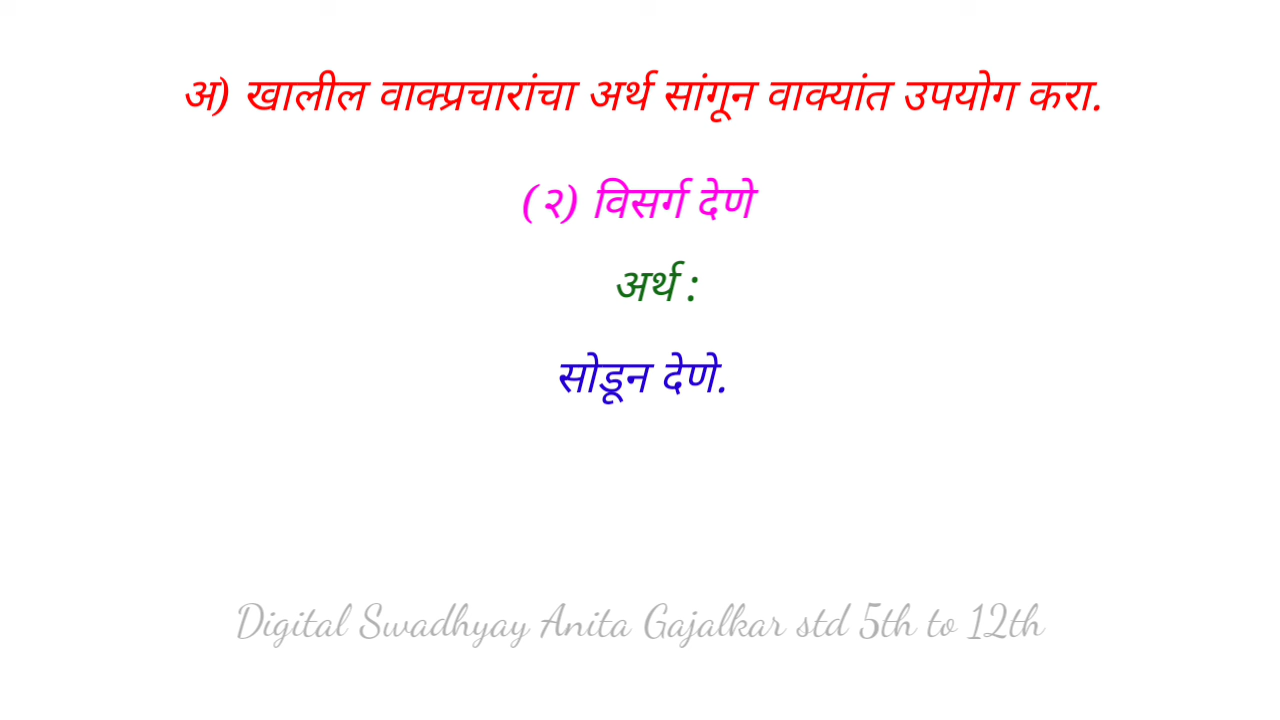 अ) खालील वाक्प्रचारांचा अर्थ सांगून वाक्यांत उपयोग करा.
(२) विसर्ग देणे
अर्थ :
सोडून देणे.
Digital Swadhyay Anita Gajalkar std 5th to 12th